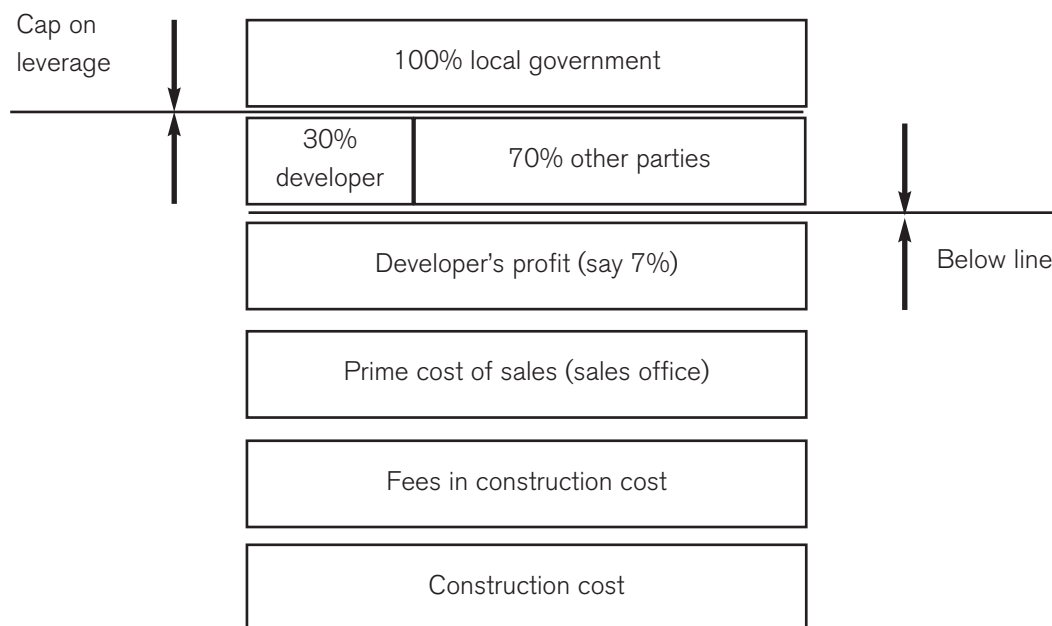 Cap on
leverage
100% local government
30%
developer
70% other parties
Developer’s profit (say 7%)
Below line
Prime cost of sales (sales office)
Fees in construction cost
Construction cost